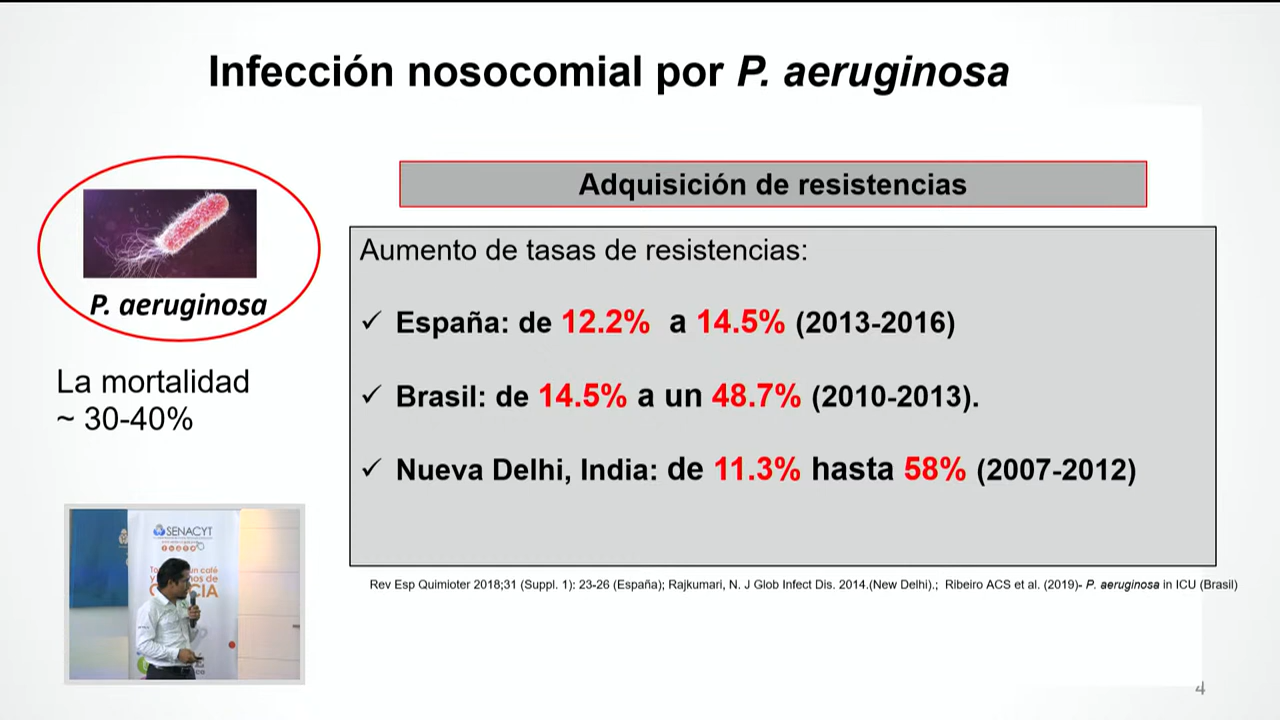 Infección nosocomial por P. aeruginosa
Adquisición de resistencias
P. aeruginosa
La mortalidad
~ 30-40%
Aumento de tasas de resistencias:
✓ España: de 12.2% a 14.5% (2013-2016)
✓ Brasil: de 14.5% a un 48.7% (2010-2013).
✓ Nueva Delhi, India: de 11.3% hasta 58% (2007-2012)
Rev Esp Quimioter 2018;31 (Suppl. 1): 23-26 (España); Rajkumari, N. J Glob Infect Dis. 2014.(New Delhi).; Ribeiro ACS et al. (2019)- P. aeruginosa in ICU (Brasil)
SENACYT
un café
4